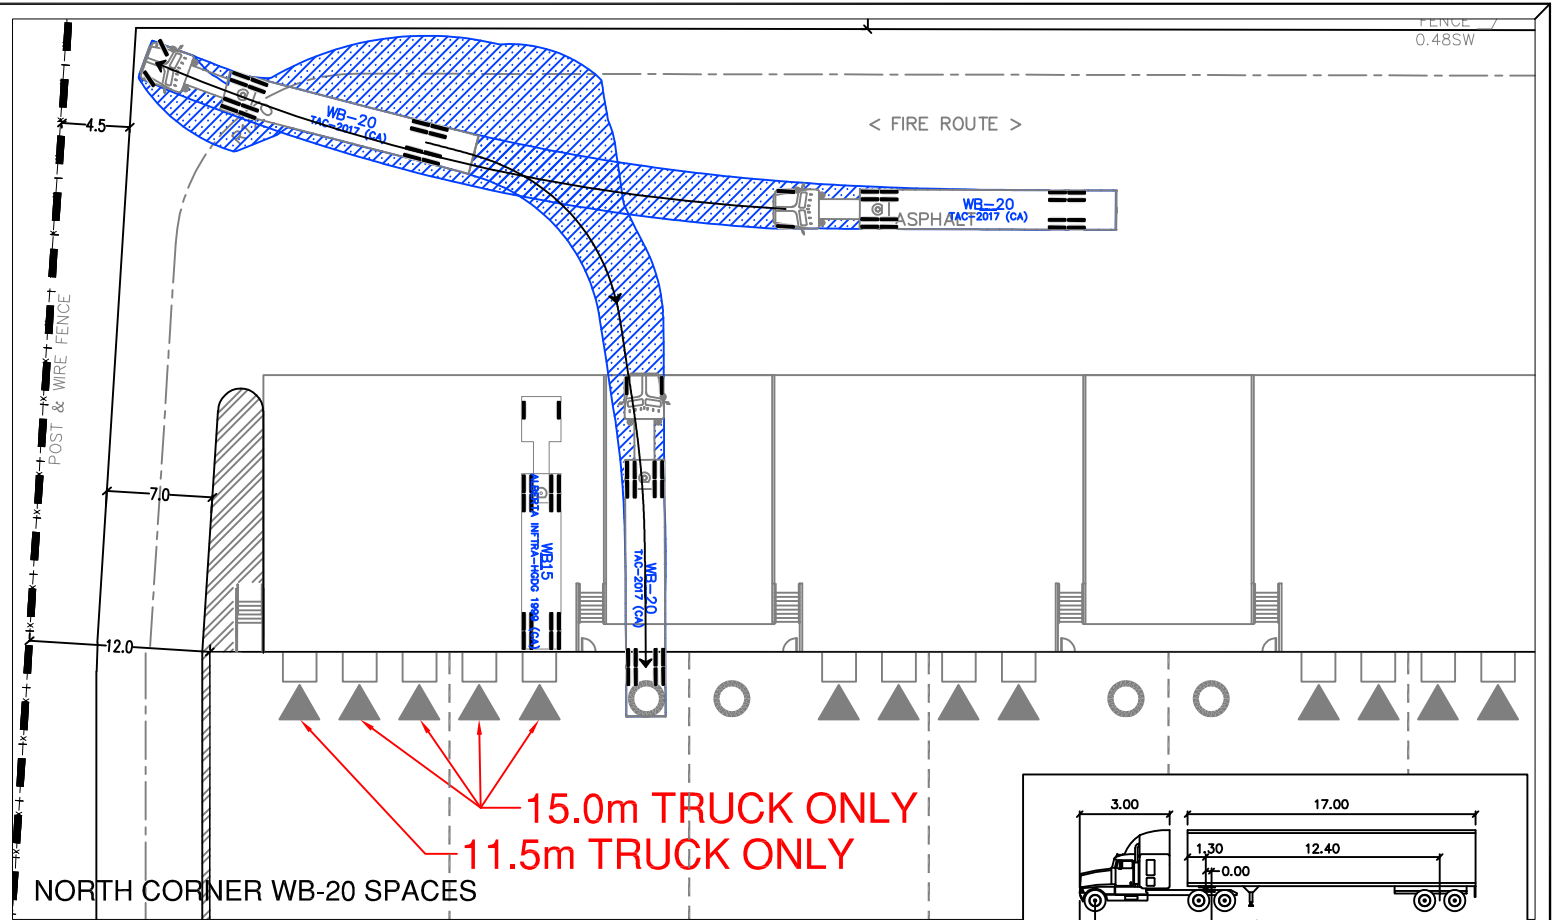 FENCE
0.48SW
WB-20
TAC-2017 (CA)
4.5
< FIRE ROUTE >
WB-20
TAC-2017 (CA)
ASPHALT
POST & WIRE FENCE
7.0
ALBERTA INFTRA-HGDG 1999 (CA)
WB15
TAC-2017 (CA)
WB-20
12.0
15.0m TRUCK ONLY
11.5m TRUCK ONLY
3.00
17.00
1.30
12.40
0.00
NORTH CORNER WB-20 SPACES